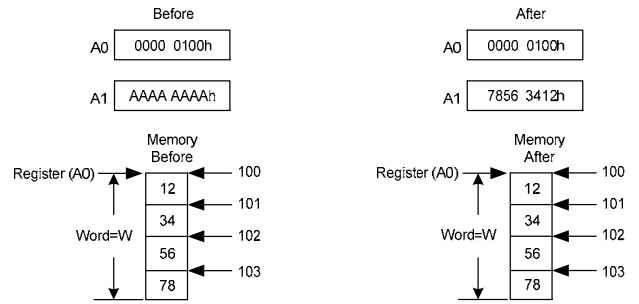 Before
After
A0 0000 0100h
A0 0000 0100h
A1 AAAA AAAAh
A1 7856 3412h
Memory
Before
Memory
After
Register (A0)
100
12
101
34
Word=W
102
56
103
78
Register (A0)
100
12
101
34
Word=W
102
56
103
78